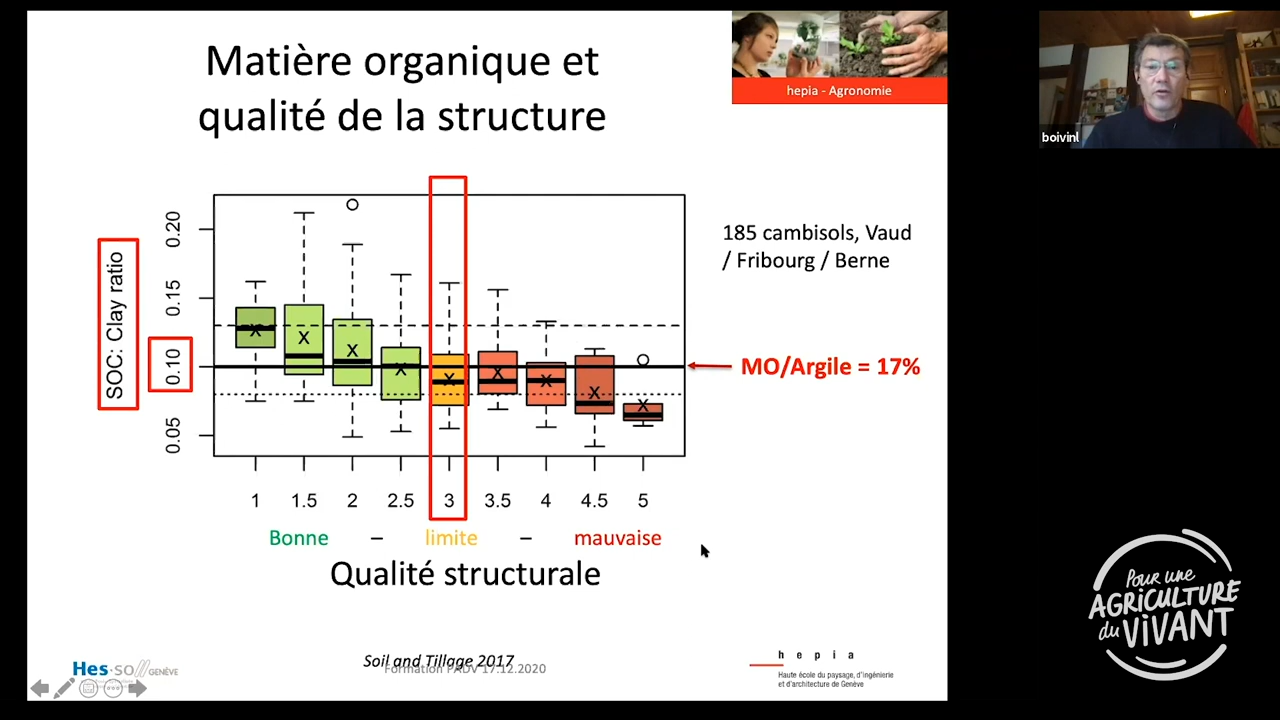 Matière organique et
qualité de la structure
hepia - Agronomie
boivinl
SOC: Clay ratio
0.20
0.15
0.10
0.05
185 cambisols, Vaud
/ Fribourg / Berne
MO/Argile = 17%
x x x x x x x x x
1 1.5 2 2.5 3 3.5 4 4.5 5
Bonne – limite – mauvaise
Qualité structurale
Soil and Tillage 2017
Formation PADV 17.12.2020
Hes·so GENÈVE
h e p i a
Haute école du paysage, d'ingénierie
et d'architecture de Genève
Pour une
AGRiCULTURE
du ViVANT